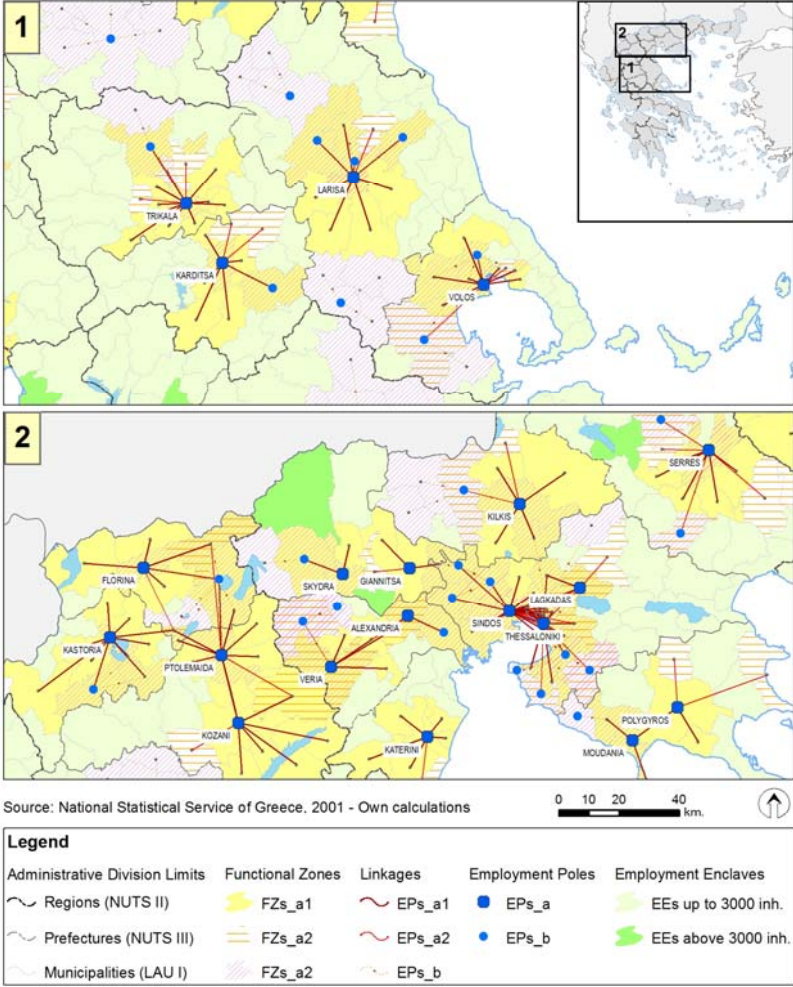 1
2
1
LARISA
TRIKALA
KARDITSA
VOLOS
2
SERRES
KILKIS
FLORINA
SKYDRA
GIANNITSA
LAGKADAS
ALEXANDRIA
SINDOS
THESSALONIKI
KASTORIA
PTOLEMAIDA
VERIA
POLYGYROS
KOZANI
KATERINI
MOUDANIA
Source: National Statistical Service of Greece, 2001 - Own calculations
0 10 20 40
km.
Legend
Administrative Division Limits Functional Zones Linkages Employment Poles Employment Enclaves
Regions (NUTS II) FZs_a1 EPs_a1 EPs_a EEs up to 3000 inh.
Prefectures (NUTS III) FZs_a2 EPs_a2 EPs_b EEs above 3000 inh.
Municipalities (LAU I) FZs_a2 EPs_b